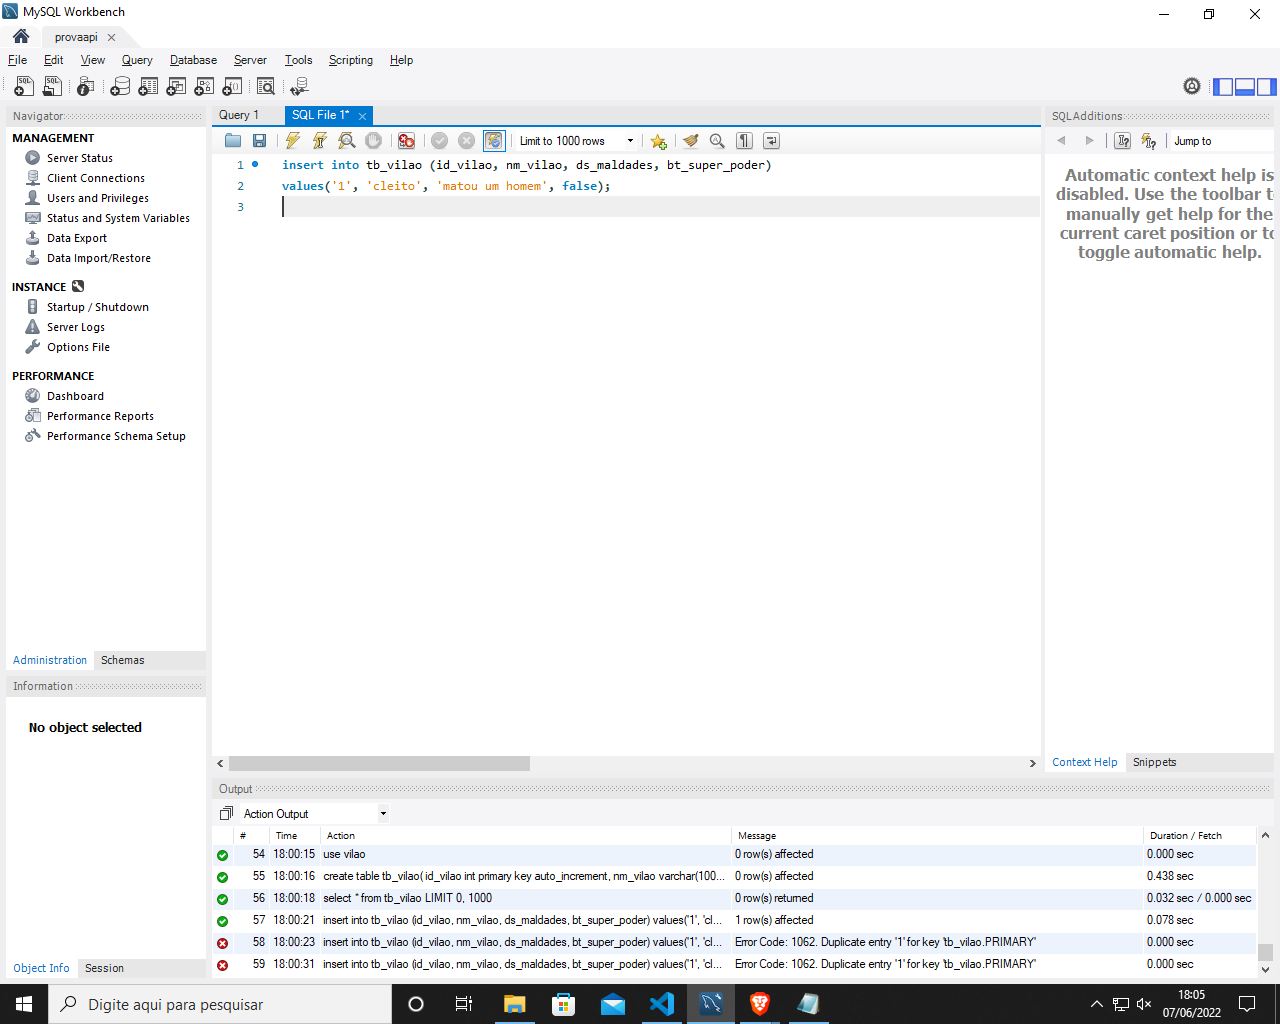 MySQL Workbench
provaapi
File Edit View Query Database Server Tools Scripting Help
Navigator
MANAGEMENT
Server Status
Client Connections
Users and Privileges
Status and System Variables
Data Export
Data Import/Restore
INSTANCE
Startup / Shutdown
Server Logs
Options File
PERFORMANCE
Dashboard
Performance Reports
Performance Schema Setup
Administration Schemas
Information
No object selected
Object Info Session
Query 1 SQL File 1*
Limit to 1000 rows
1 insert into tb_vilao (id_vilao, nm_vilao, ds_maldades, bt_super_poder)
2 values('1', 'cleito', 'matou um homem', false);
3
SQLAdditions
Jump to
Automatic context help is
disabled. Use the toolbar t
manually get help for the
current caret position or to
toggle automatic help.
Context Help Snippets
Output
Action Output
# Time Action Message Duration / Fetch
54 18:00:15 use vilao 0 row(s) affected 0.000 sec
55 18:00:16 create table tb_vilao( id_vilao int primary key auto_increment, nm_vilao varchar(100... 0 row(s) affected 0.438 sec
56 18:00:18 select * from tb_vilao LIMIT 0, 1000 0 row(s) returned 0.032 sec / 0.000 sec
57 18:00:21 insert into tb_vilao (id_vilao, nm_vilao, ds_maldades, bt_super_poder) values('1', 'cl... 1 row(s) affected 0.078 sec
58 18:00:23 insert into tb_vilao (id_vilao, nm_vilao, ds_maldades, bt_super_poder) values('1', 'cl... Error Code: 1062. Duplicate entry '1' for key 'tb_vilao.PRIMARY' 0.000 sec
59 18:00:31 insert into tb_vilao (id_vilao, nm_vilao, ds_maldades, bt_super_poder) values('1', 'cl... Error Code: 1062. Duplicate entry '1' for key 'tb_vilao.PRIMARY' 0.000 sec
Digite aqui para pesquisar
18:05
07/06/2022